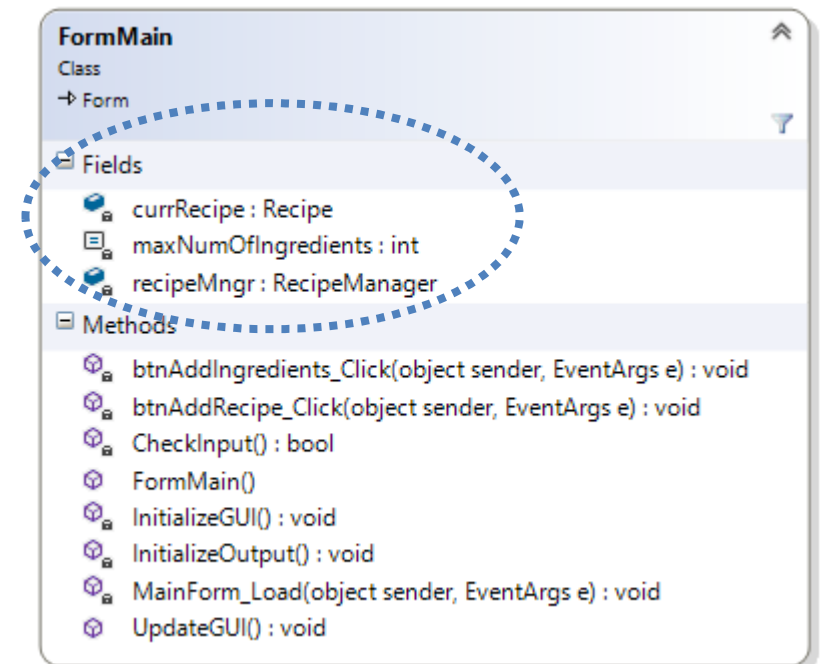 FormMain
Class
Form
Fields
currRecipe : Recipe
maxNumOfIngredients : int
recipeMngr : RecipeManager
Methods
btnAddIngredients_Click(object sender, EventArgs e) : void
btnAddRecipe_Click(object sender, EventArgs e) : void
CheckInput() : bool
FormMain()
InitializeGUI() : void
InitializeOutput() : void
MainForm_Load(object sender, EventArgs e) : void
UpdateGUI() : void